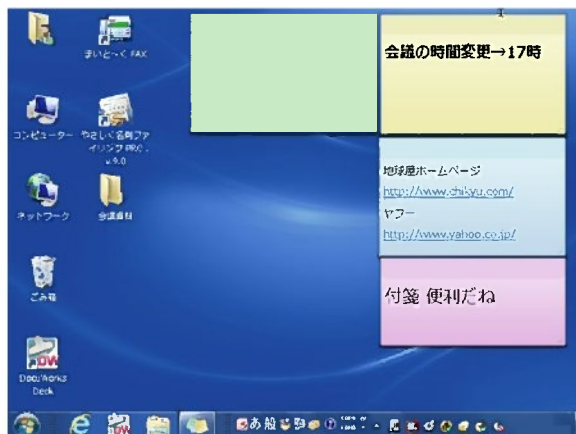 まいと～く FAX
コンピューター
やさしく名刺ファイリング PRO v.9.0
ネットワーク
会議資料
ごみ箱
DocuWorks
Desk
会議の時間変更→17時
地球屋ホームページ
http://www.chikyu.com/
ヤフー
http://www.yahoo.co.jp/
付箋 便利だね
あ 般